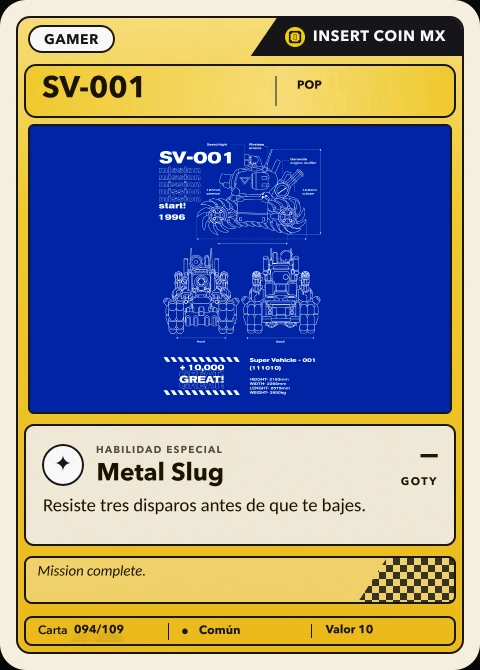 GAMER
INSERT COIN MX
SV-001
POP
SV-001
mission
mission
mission
mission
start!
1996
+ 10,000
GREAT!
front
back
Super Vehicle - 001
(111010)
HABILIDAD ESPECIAL
Metal Slug
—
GOTY
Resiste tres disparos antes de que te bajes.
Mission complete.
Carta 094/109
• Común
Valor 10